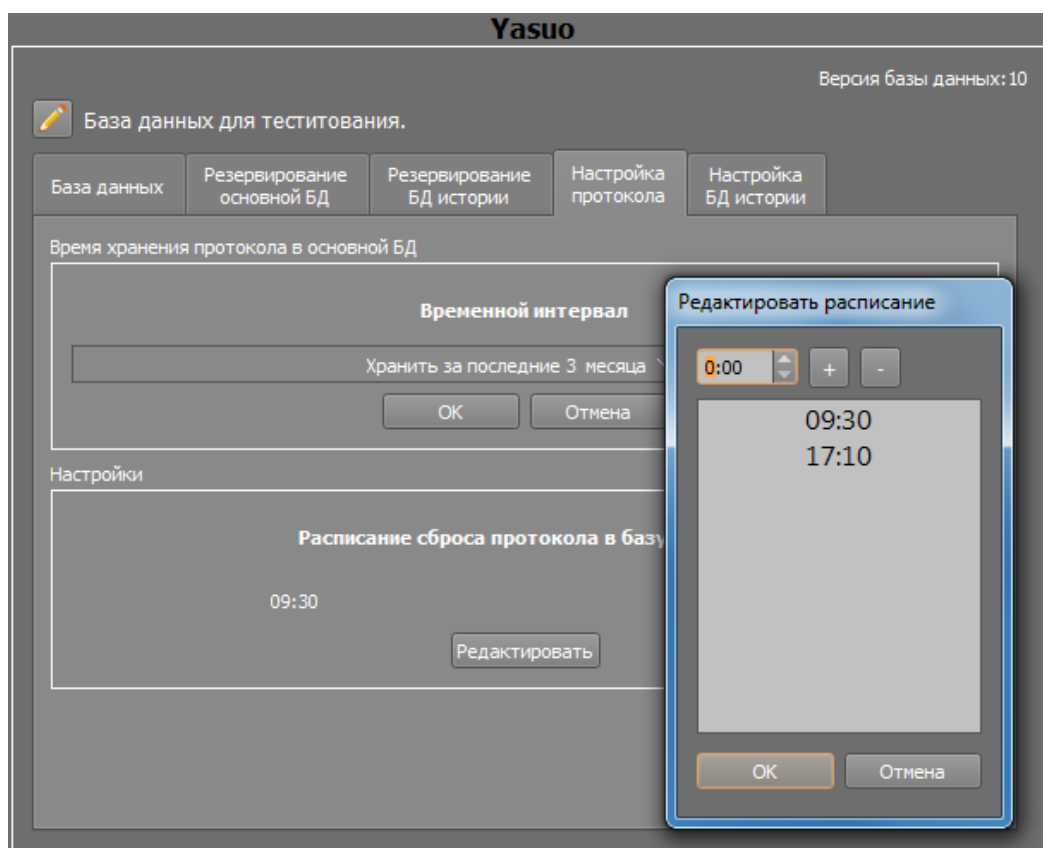 Yasuo
Версия базы данных:10
База данных для теститования.
База данных
Резервирование
основной БД
Резервирование
БД истории
Настройка
протокола
Настройка
БД истории
Время хранения протокола в основной БД
Временной интервал
Хранить за последние 3 месяца
OK
Отмена
Настройки
Расписание сброса протокола в базу
09:30
Редактировать
Редактировать расписание
0:00
+
-
09:30
17:10
OK
Отмена